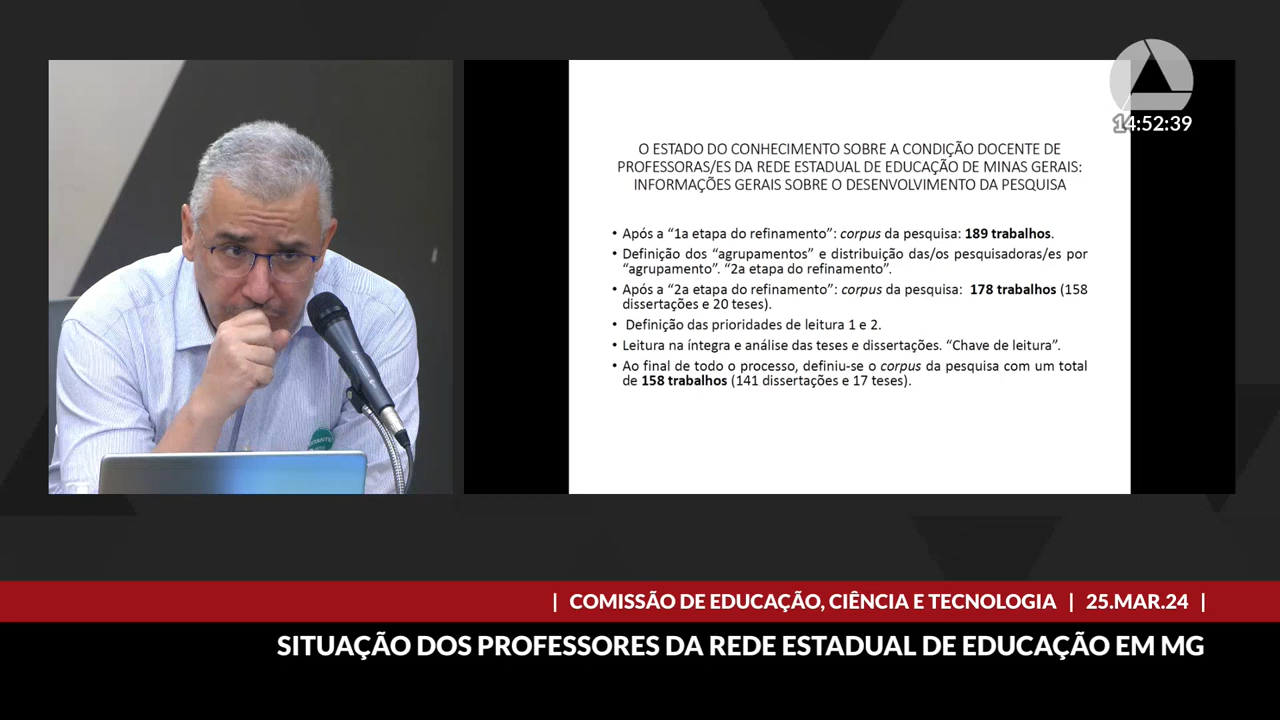 14:52:39
O ESTADO DO CONHECIMENTO SOBRE A CONDIÇÃO DOCENTE DE
PROFESSORAS/ES DA REDE ESTADUAL DE EDUCAÇÃO DE MINAS GERAIS:
INFORMAÇÕES GERAIS SOBRE O DESENVOLVIMENTO DA PESQUISA
• Após a “1a etapa do refinamento”: corpus da pesquisa: 189 trabalhos.
• Definição dos “agrupamentos” e distribuição das/os pesquisadoras/es por
“agrupamento”. “2a etapa do refinamento”.
• Após a “2a etapa do refinamento”: corpus da pesquisa: 178 trabalhos (158
dissertações e 20 teses).
• Definição das prioridades de leitura 1 e 2.
• Leitura na íntegra e análise das teses e dissertações. “Chave de leitura”.
• Ao final de todo o processo, definiu-se o corpus da pesquisa com um total
de 158 trabalhos (141 dissertações e 17 teses).
| COMISSÃO DE EDUCAÇÃO, CIÊNCIA E TECNOLOGIA | 25.MAR.24 |
SITUAÇÃO DOS PROFESSORES DA REDE ESTADUAL DE EDUCAÇÃO EM MG